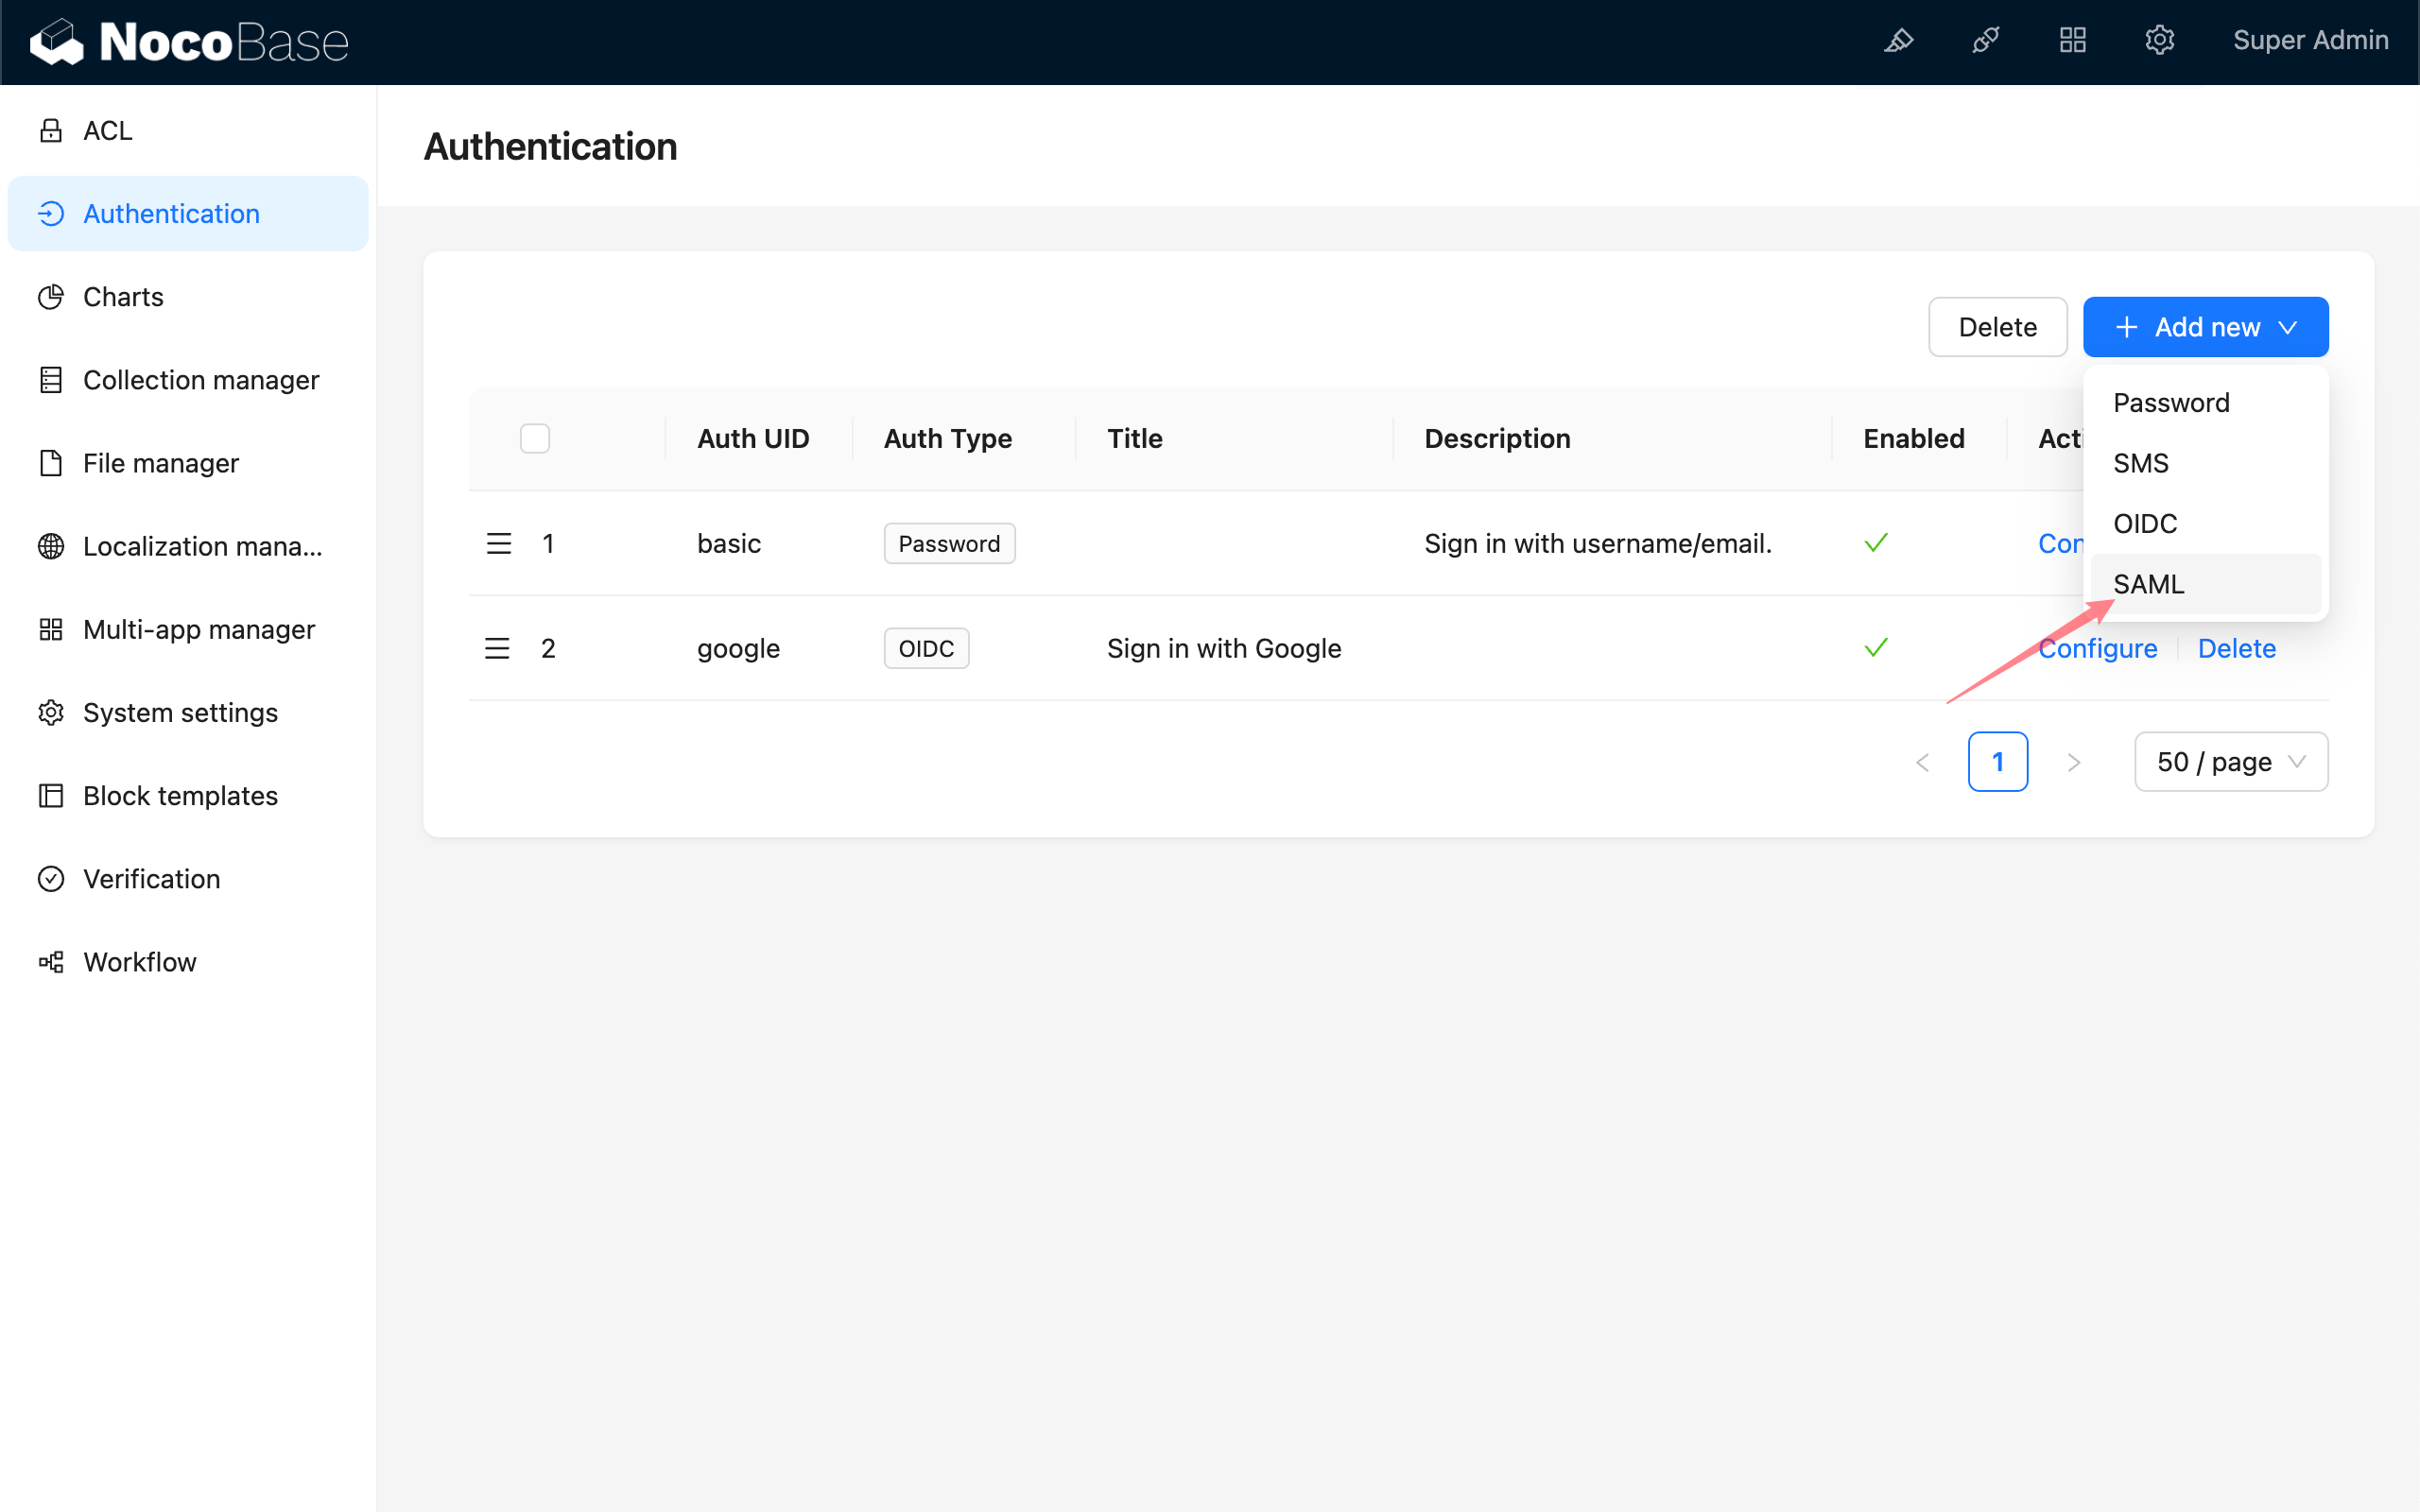 NocoBase
Super Admin
ACL
Authentication
Charts
Collection manager
File manager
Localization mana...
Multi-app manager
System settings
Block templates
Verification
Workflow
Authentication
Delete
Add new
Password
SMS
OIDC
SAML
Auth UID Auth Type Title Description Enabled Acti
1 basic Password Sign in with username/email. Con
2 google OIDC Sign in with Google Configure Delete
1 50 / page